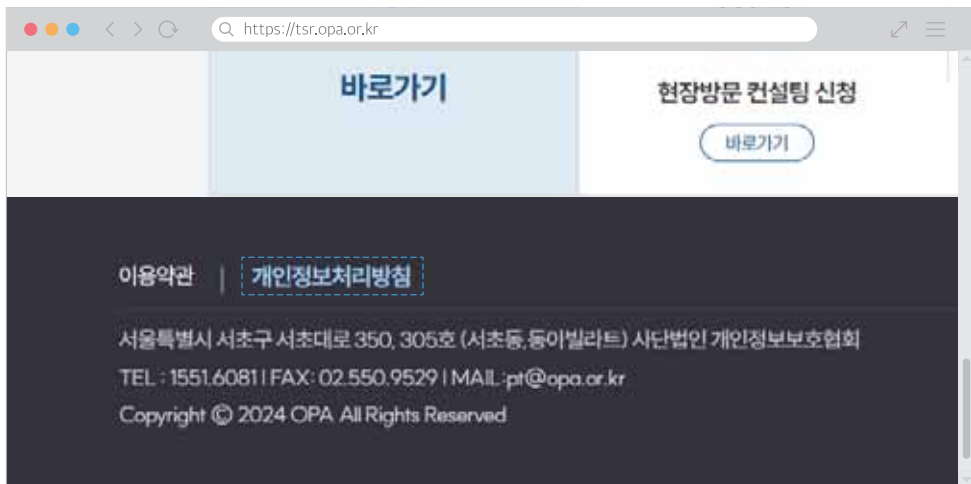 https://tsr.opa.or.kr
바로가기
현장방문 컨설팅 신청
바로가기
이용약관 | 개인정보처리방침
서울특별시 서초구 서초대로 350, 305호 (서초동,동아빌라트) 사단법인 개인정보보호협회
TEL : 1551.6081 I FAX: 02.550.9529 I MAIL :pt@opa.or.kr
Copyright © 2024 OPA All Rights Reserved